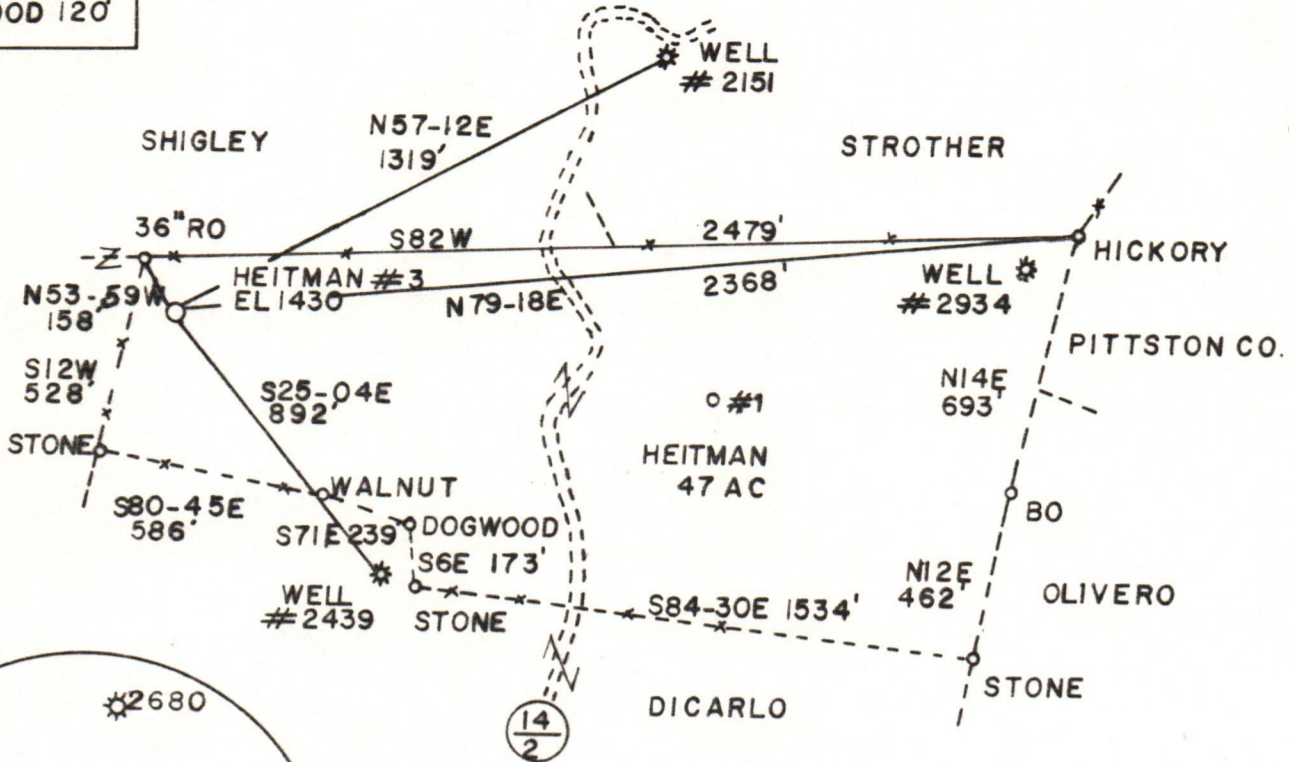 OOD 120'
WELL
# 2151
SHIGLEY
N57-12E
1319'
STROTHER
36"RO
S82W
2479'
HICKORY
HEITMAN #3
EL 1430
N79-18E
2368'
WELL
# 2934
N53-59W
158'
PITTSTON CO.
S12W
528'
S25-04E
892'
#1
N14E
693'
STONE
HEITMAN
47 AC
WALNUT
S80-45E
586'
S71E 239'
DOGWOOD
BO
S6E 173'
WELL
# 2439
STONE
S84-30E 1534'
N12E
462'
OLIVERO
STONE
2680
DICARLO
14
2